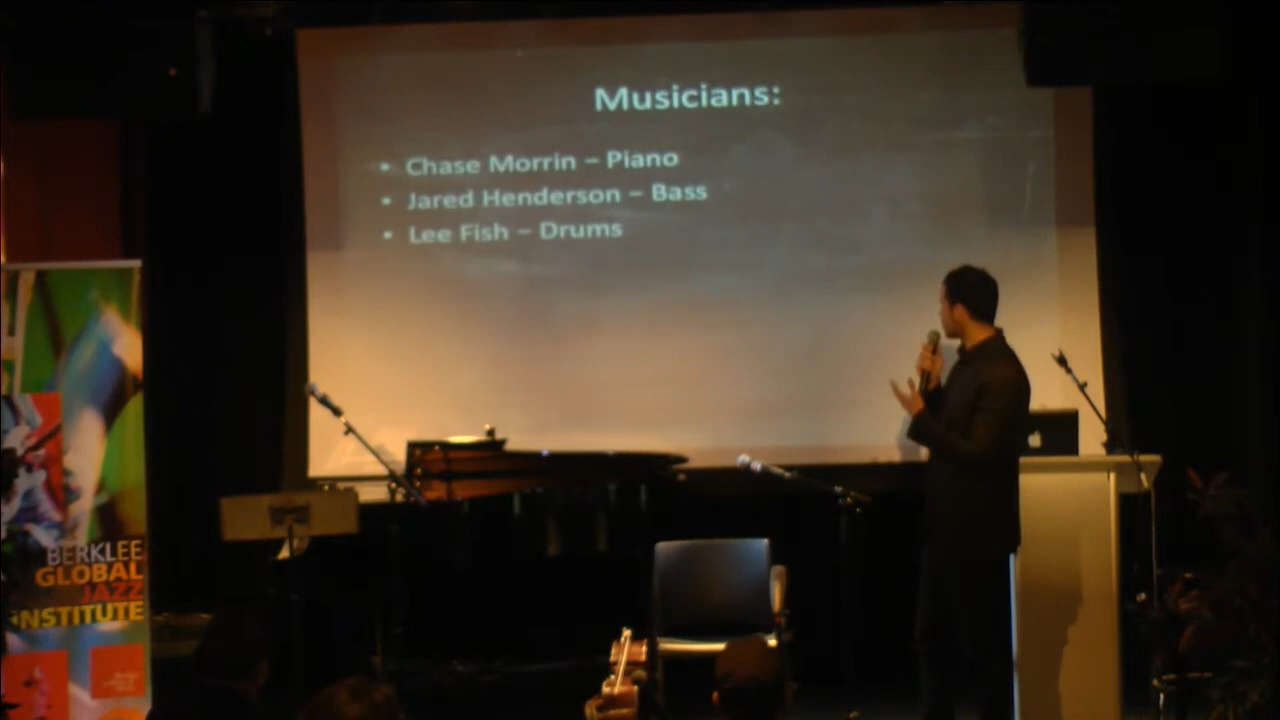 Musicians:
• Chase Morrin – Piano
• Jared Henderson – Bass
• Lee Fish – Drums
BERKLEE
GLOBAL
JAZZ
INSTITUTE